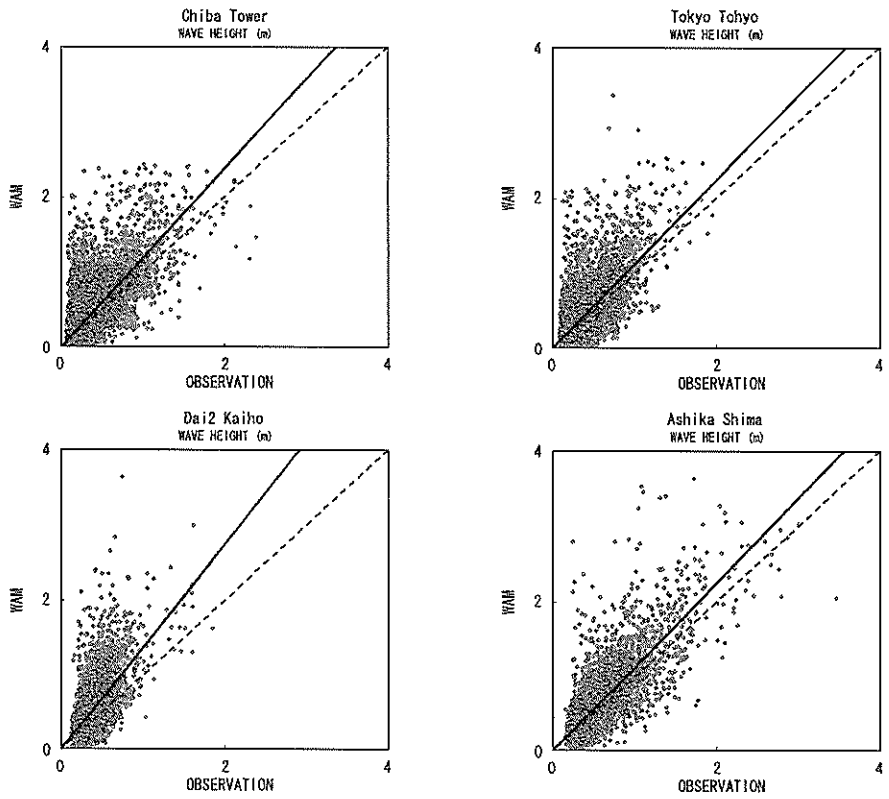 Chiba Tower
WAVE HEIGHT (m)
4
2
0
WAM
0
2
4
OBSERVATION
Tokyo Tohyo
WAVE HEIGHT (m)
4
2
0
WAM
0
2
4
OBSERVATION
Dai2 Kaiho
WAVE HEIGHT (m)
4
2
0
WAM
0
2
4
OBSERVATION
Ashika Shima
WAVE HEIGHT (m)
4
2
0
WAM
0
2
4
OBSERVATION